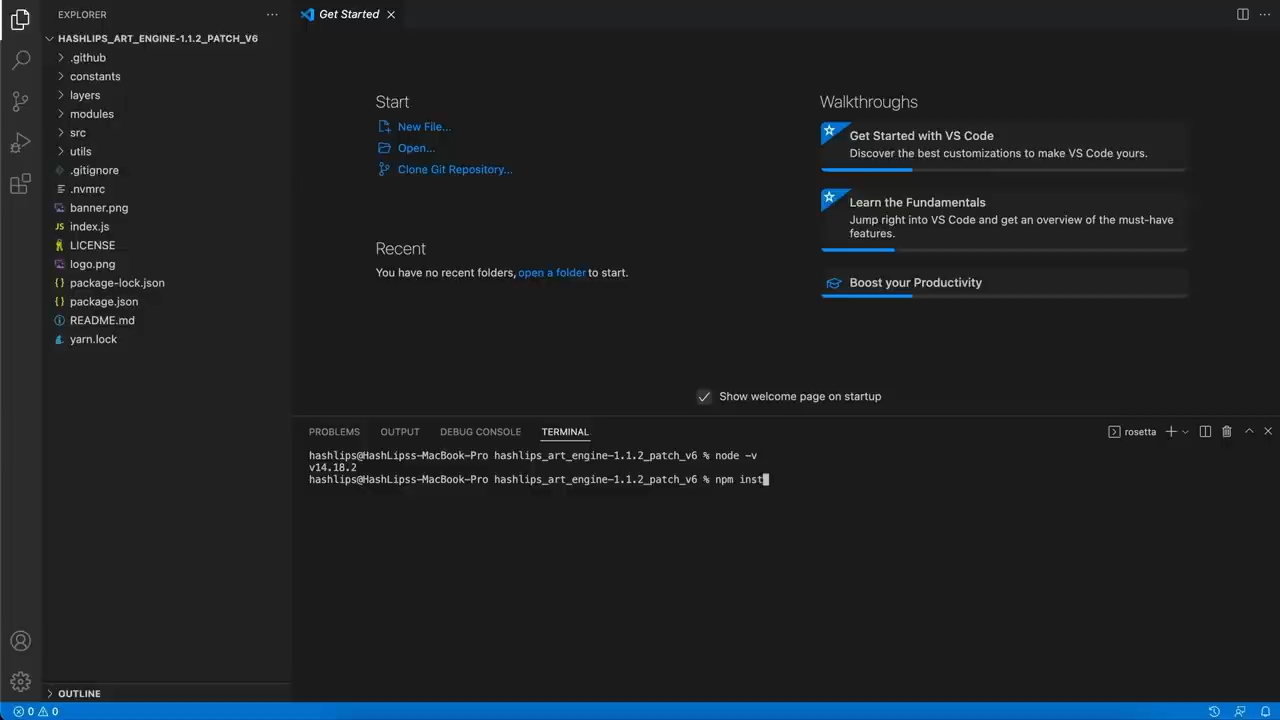 EXPLORER
HASHLIPS_ART_ENGINE-1.1.2_PATCH_V6
.github
constants
layers
modules
src
utils
.gitignore
.nvmrc
banner.png
JS index.js
LICENSE
logo.png
{} package-lock.json
{} package.json
README.md
yarn.lock
OUTLINE
Get Started
Start
New File...
Open...
Clone Git Repository...
Recent
You have no recent folders, open a folder to start.
Walkthroughs
Get Started with VS Code
Discover the best customizations to make VS Code yours.
Learn the Fundamentals
Jump right into VS Code and get an overview of the must-have
features.
Boost your Productivity
Show welcome page on startup
PROBLEMS OUTPUT DEBUG CONSOLE TERMINAL
rosetta
hashlips@HashLipss-MacBook-Pro hashlips_art_engine-1.1.2_patch_v6 % node -v
v14.18.2
hashlips@HashLipss-MacBook-Pro hashlips_art_engine-1.1.2_patch_v6 % npm inst
0 0